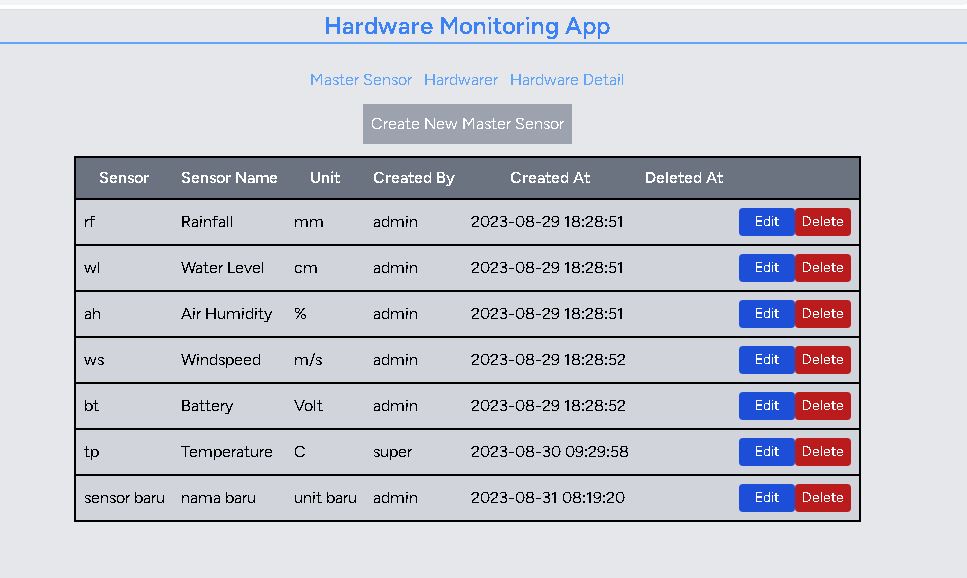 Hardware Monitoring App
Master Sensor Hardwarer Hardware Detail
Create New Master Sensor
Sensor Sensor Name Unit Created By Created At Deleted At
rf Rainfall mm admin 2023-08-29 18:28:51 Edit Delete
wl Water Level cm admin 2023-08-29 18:28:51 Edit Delete
ah Air Humidity % admin 2023-08-29 18:28:51 Edit Delete
ws Windspeed m/s admin 2023-08-29 18:28:52 Edit Delete
bt Battery Volt admin 2023-08-29 18:28:52 Edit Delete
tp Temperature C super 2023-08-30 09:29:58 Edit Delete
sensor baru nama baru unit baru admin 2023-08-31 08:19:20 Edit Delete